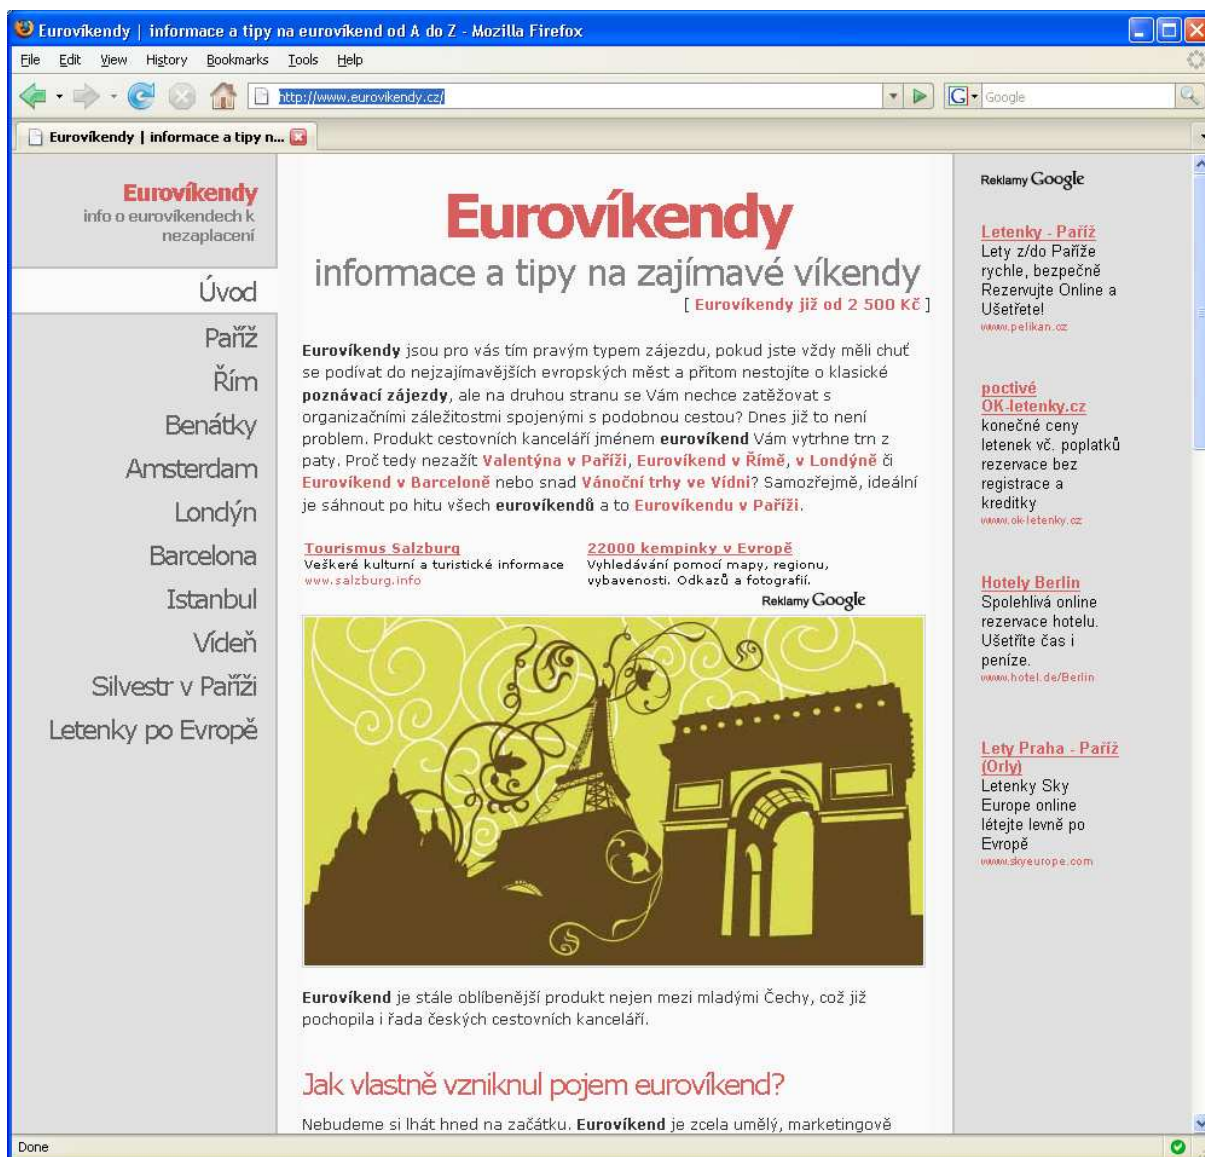 Eurovíkendy | informace a tipy na eurovíkend od A do Z - Mozilla Firefox
File Edit View History Bookmarks Tools Help
http://www.eurovikendy.cz/
G Google
Eurovíkendy | informace a tipy n...
Eurovíkendy
info o eurovíkendech k
nezaplacení
Úvod
Paříž
Řím
Benátky
Amsterdam
Londýn
Barcelona
Istanbul
Vídeň
Silvestr v Paříži
Letenky po Evropě
Eurovíkendy
informace a tipy na zajímavé víkendy
[ Eurovíkendy již od 2 500 Kč ]
Eurovíkendy jsou pro vás tím pravým typem zájezdu, pokud jste vždy měli chuť
se podívat do nejzajímavějších evropských měst a přitom nestojíte o klasické
poznávací zájezdy, ale na druhou stranu se Vám nechce zatěžovat s
organizačními záležitostmi spojenými s podobnou cestou? Dnes již to není
problem. Produkt cestovních kanceláří jménem eurovíkend Vám vytrhne trn z
paty. Proč tedy nezažít Valentýna v Paříži, Eurovíkend v Římě, v Londýně či
Eurovíkend v Barceloně nebo snad Vánoční trhy ve Vídni? Samozřejmě, ideální
je sáhnout po hitu všech eurovíkendů a to Eurovíkendu v Paříži.
Tourismus Salzburg
Veškeré kulturní a turistické informace
www.salzburg.info
22000 kempinky v Evropě
Vyhledávání pomocí mapy, regionu,
vybavenosti. Odkazů a fotografií.
Reklamy Google
Eurovíkend je stále oblíbenější produkt nejen mezi mladými Čechy, což již
pochopila i řada českých cestovních kanceláří.
Jak vlastně vzniknul pojem eurovíkend?
Nebudeme si lhát hned na začátku. Eurovíkend je zcela umělý, marketingově
Reklamy Google
Letenky - Paříž
Lety z/do Paříže
rychle, bezpečně
Rezervujte Online a
Ušetřete!
www.pelikan.cz
poctivé
OK-letenky.cz
konečné ceny
letenek vč. poplatků
rezervace bez
registrace a
kreditky
www.ok-letenky.cz
Hotely Berlin
Spolehlivá online
rezervace hotelu.
Ušetříte čas i
peníze.
www.hotel.de/Berlin
Lety Praha - Paříž
(Orly)
Letenky Sky
Europe online
létejte levně po
Evropě
www.skyeurope.com
Done